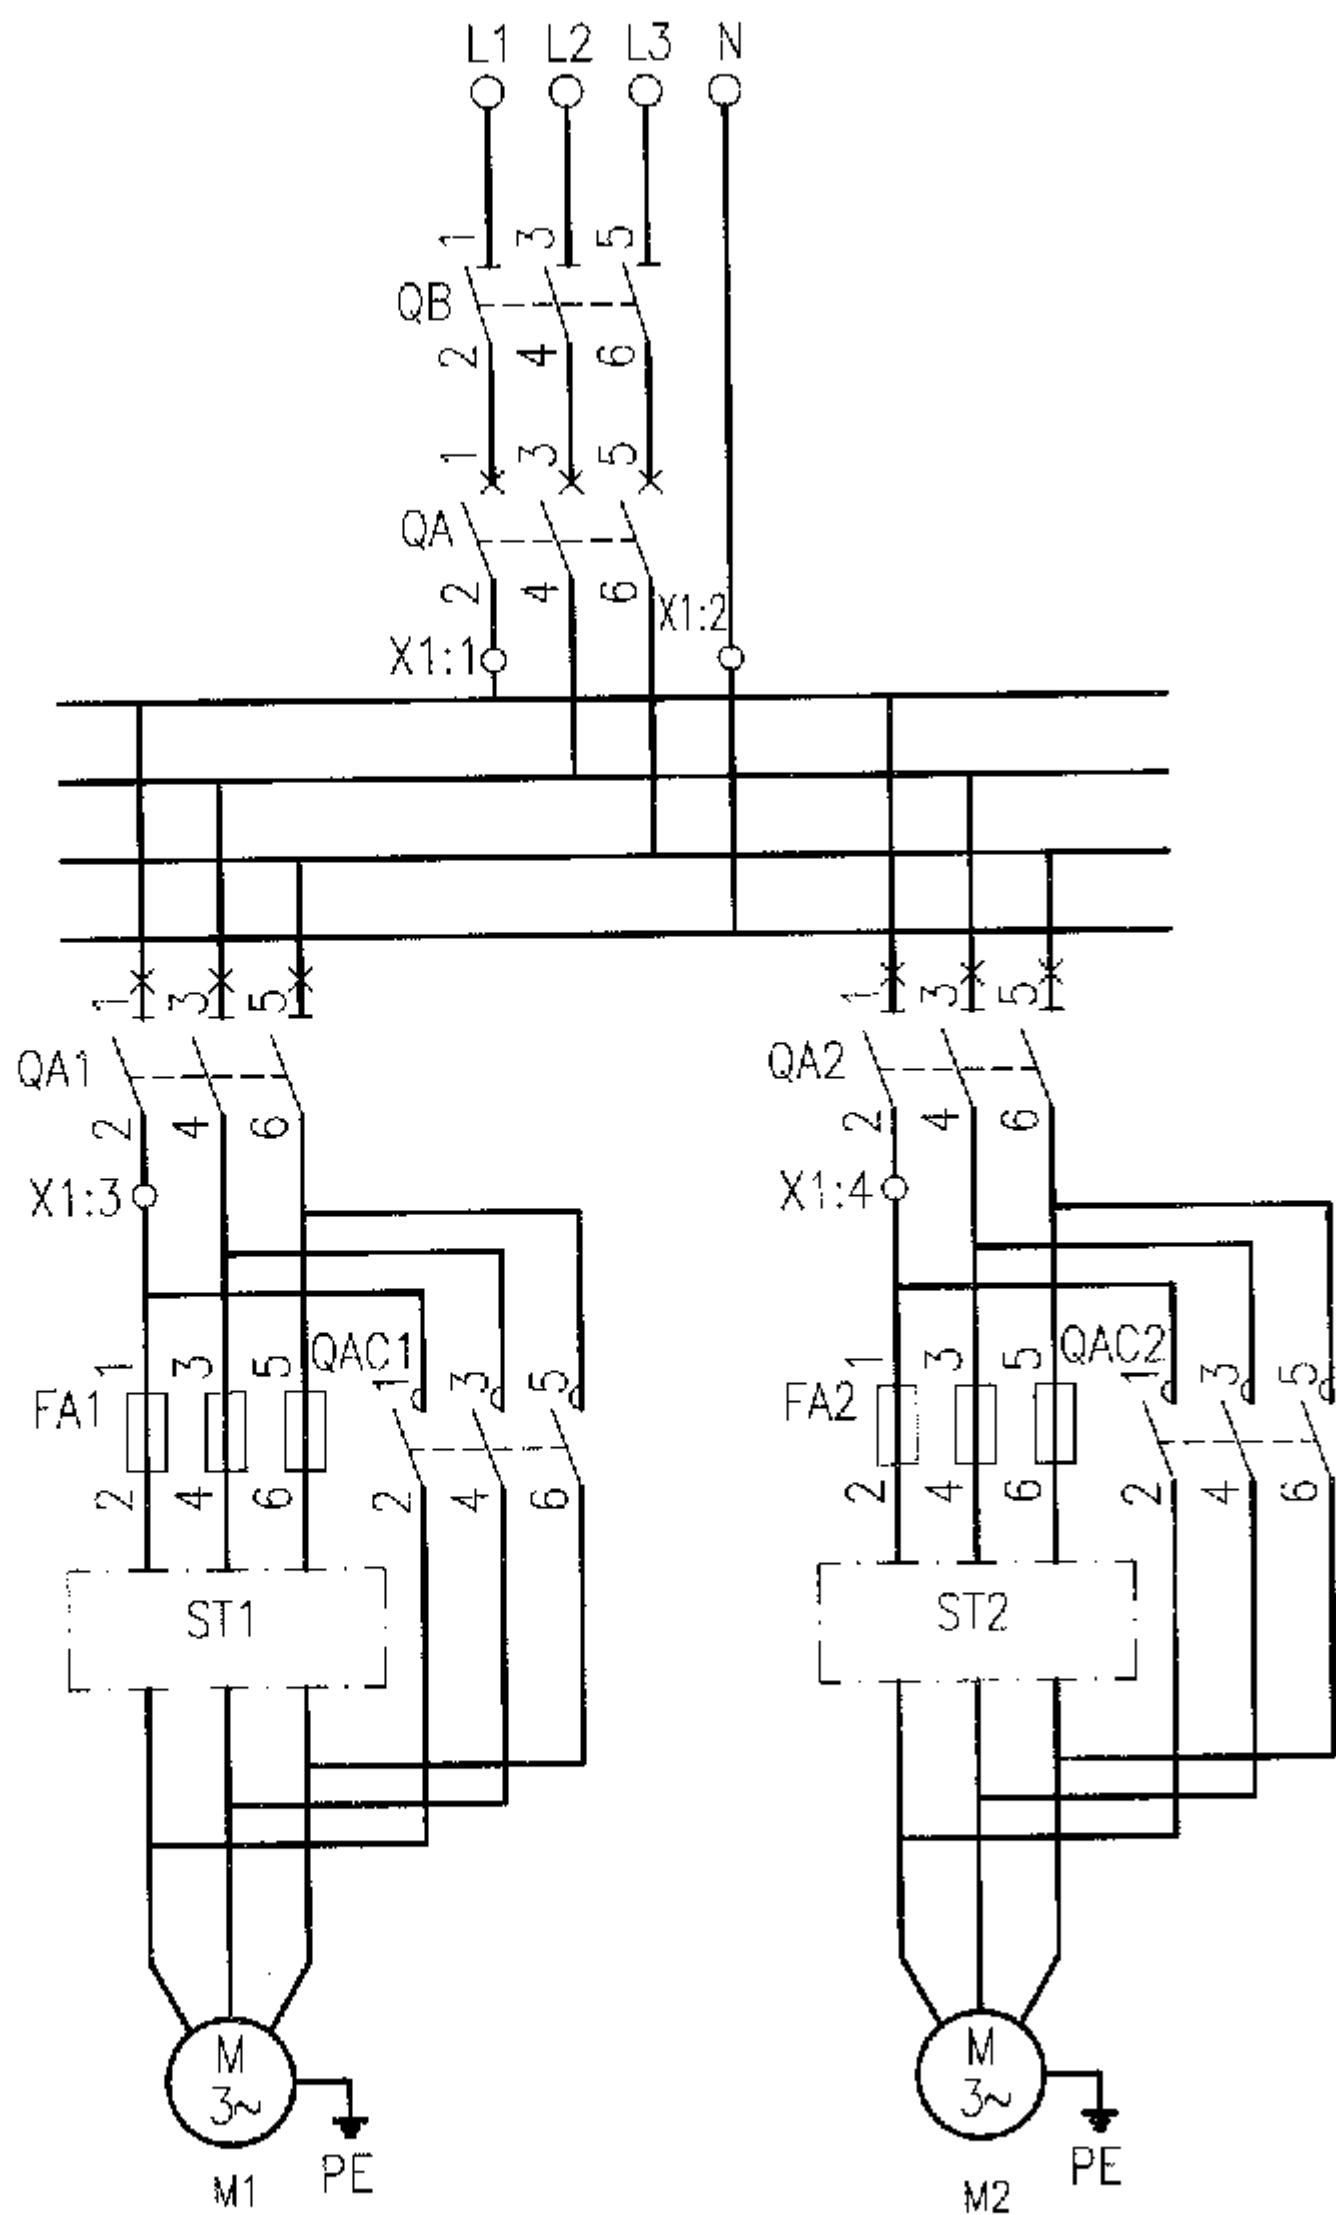 L1 L2 L3 N
1 3 5
QB
2 4 6
1 3 5
QA
2 4 6
X1:1 X1:2
1 3 5 1 3 5
QA1 QA2
2 4 6 2 4 6
X1:3 X1:4
QAC1 QAC2
1 3 5 1 3 5 1 3 5 1 3 5
FA1 FA2
2 4 6 2 4 6 2 4 6 2 4 6
ST1 ST2
M M
3~ 3~
PE PE
M1 M2